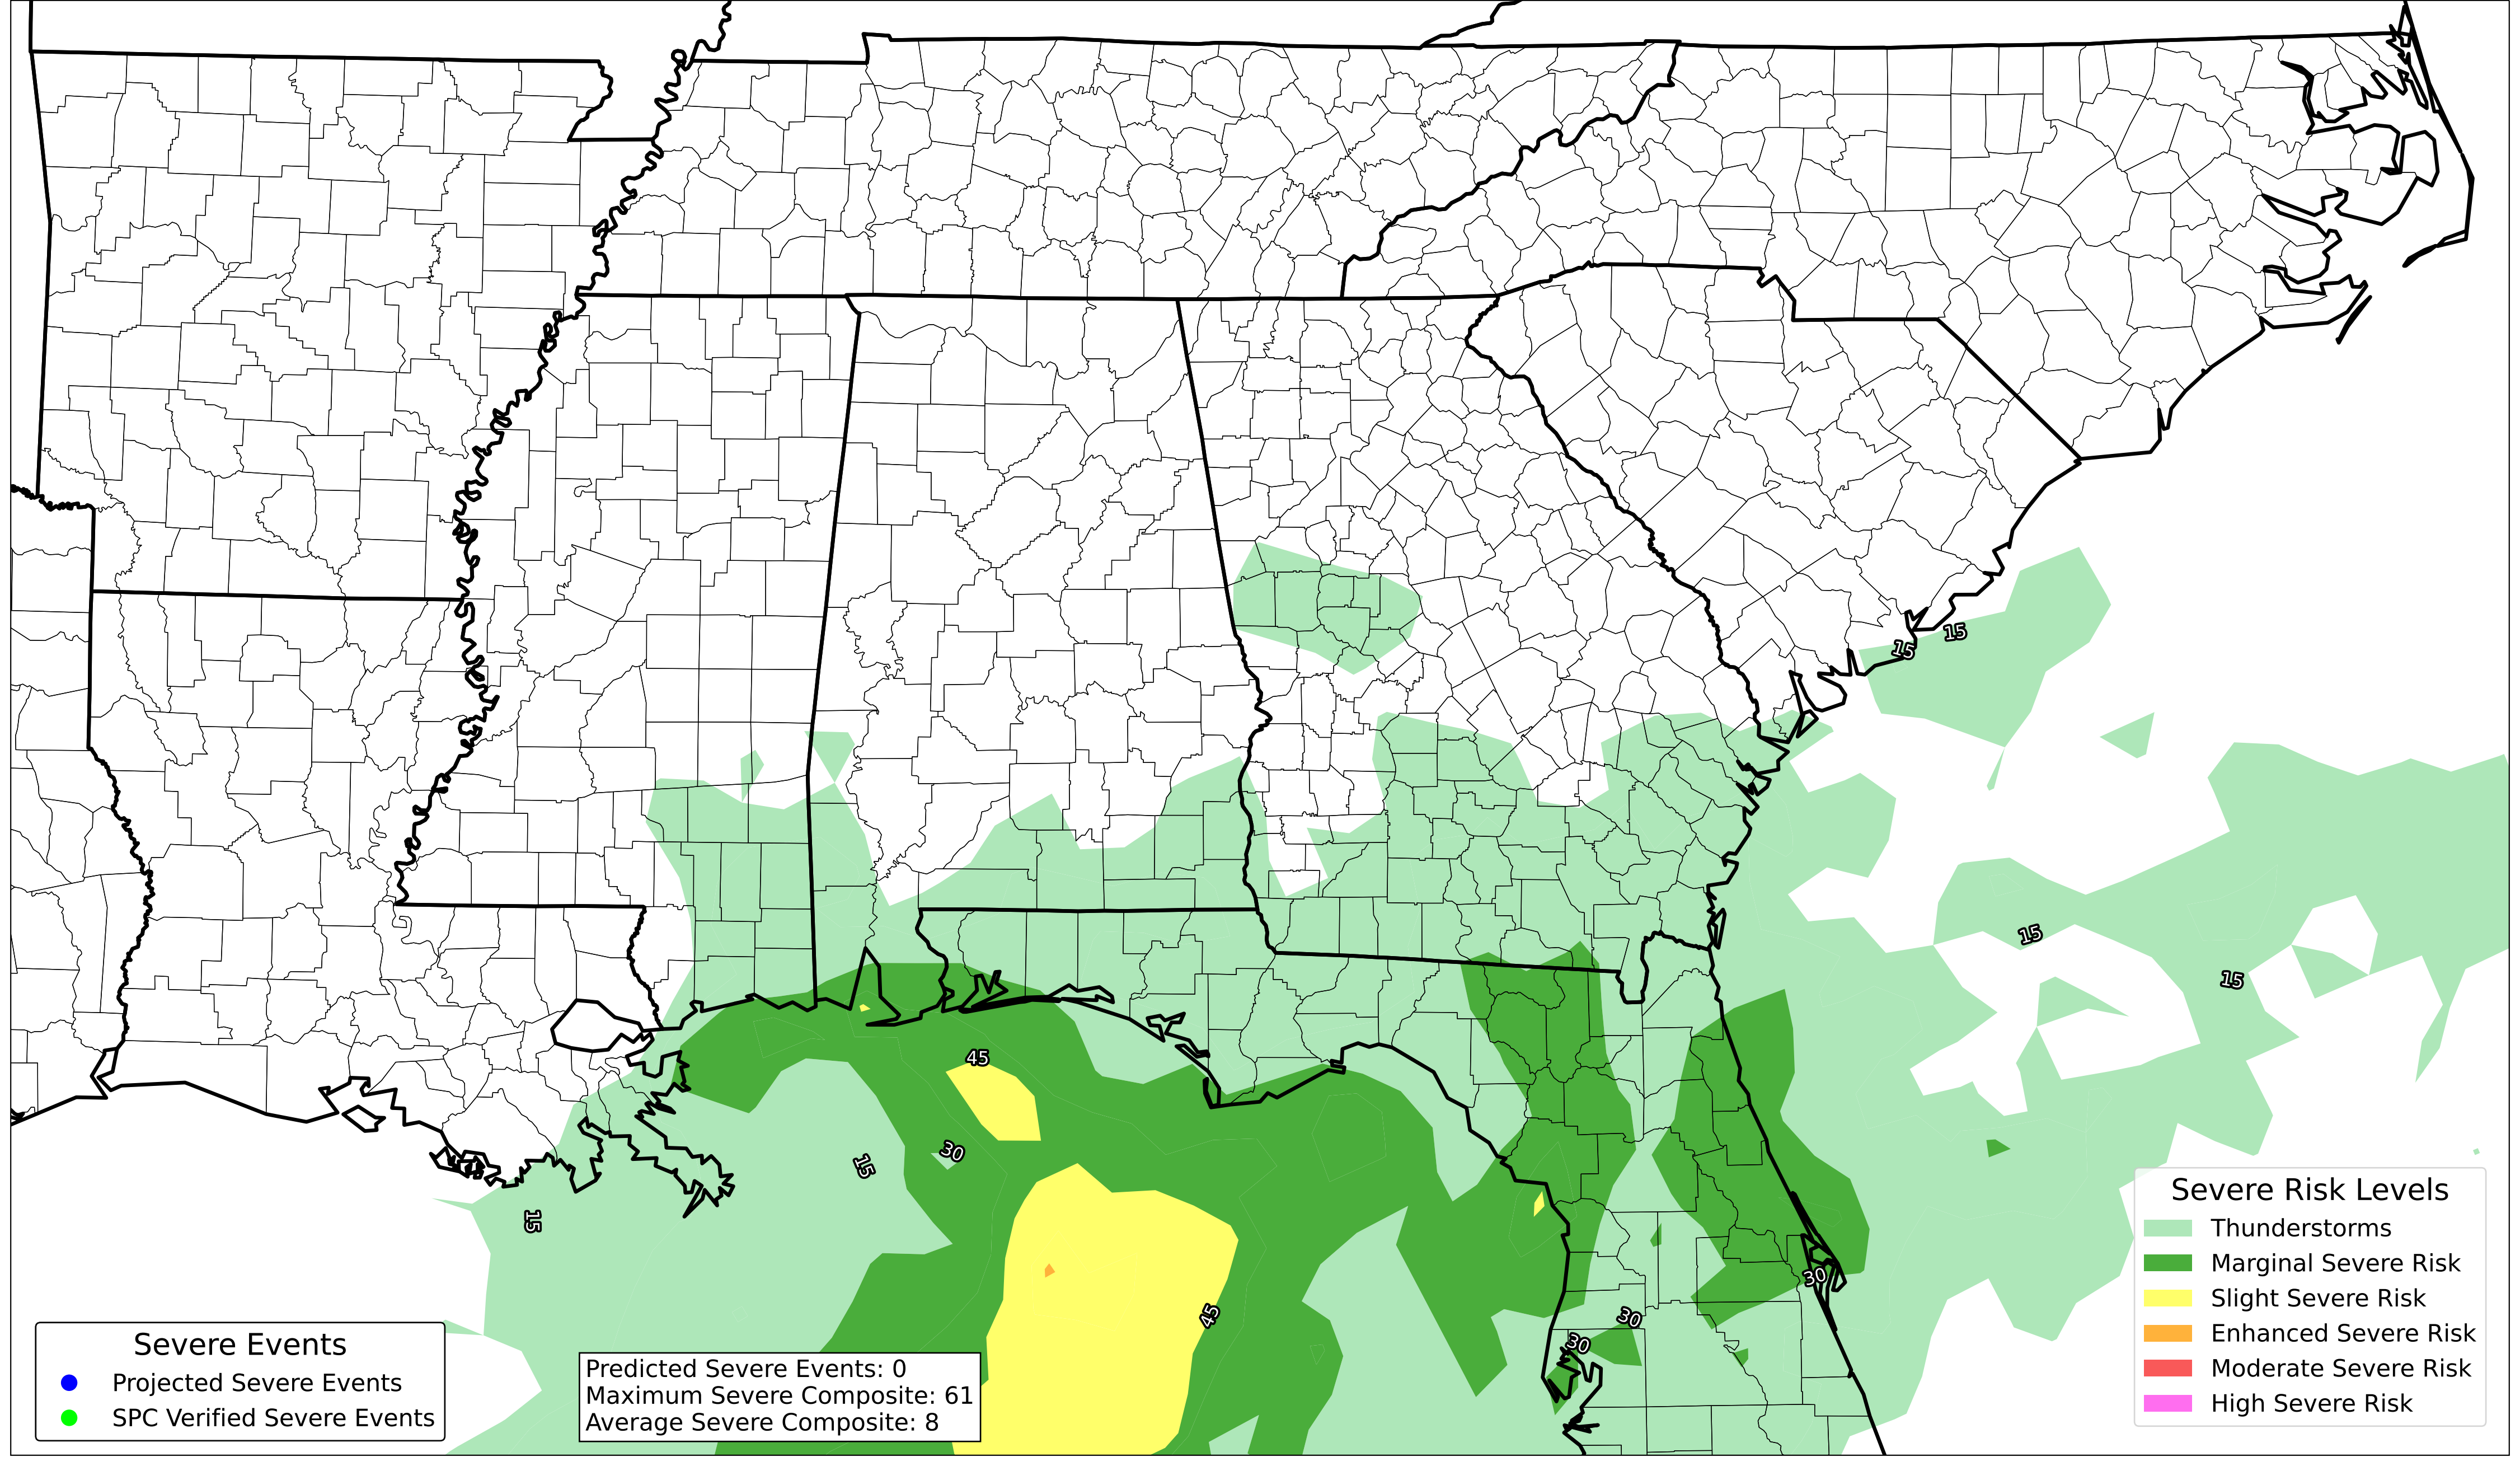 15
15
15
15
45
30
15
15
45
30
30
30
Severe Events
Projected Severe Events
SPC Verified Severe Events
Predicted Severe Events: 0
Maximum Severe Composite: 61
Average Severe Composite: 8
Severe Risk Levels
Thunderstorms
Marginal Severe Risk
Slight Severe Risk
Enhanced Severe Risk
Moderate Severe Risk
High Severe Risk